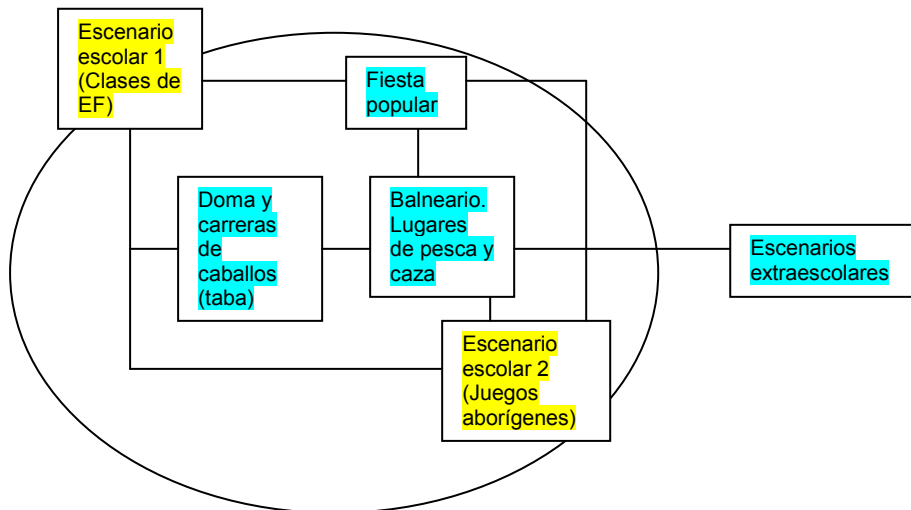 Escenario
escolar 1
(Clases de
EF)
Fiesta
popular
Doma y
carreras
de
caballos
(taba)
Balneario.
Lugares
de pesca y
caza
Escenarios
extraescolares
Escenario
escolar 2
(Juegos
aborígenes)